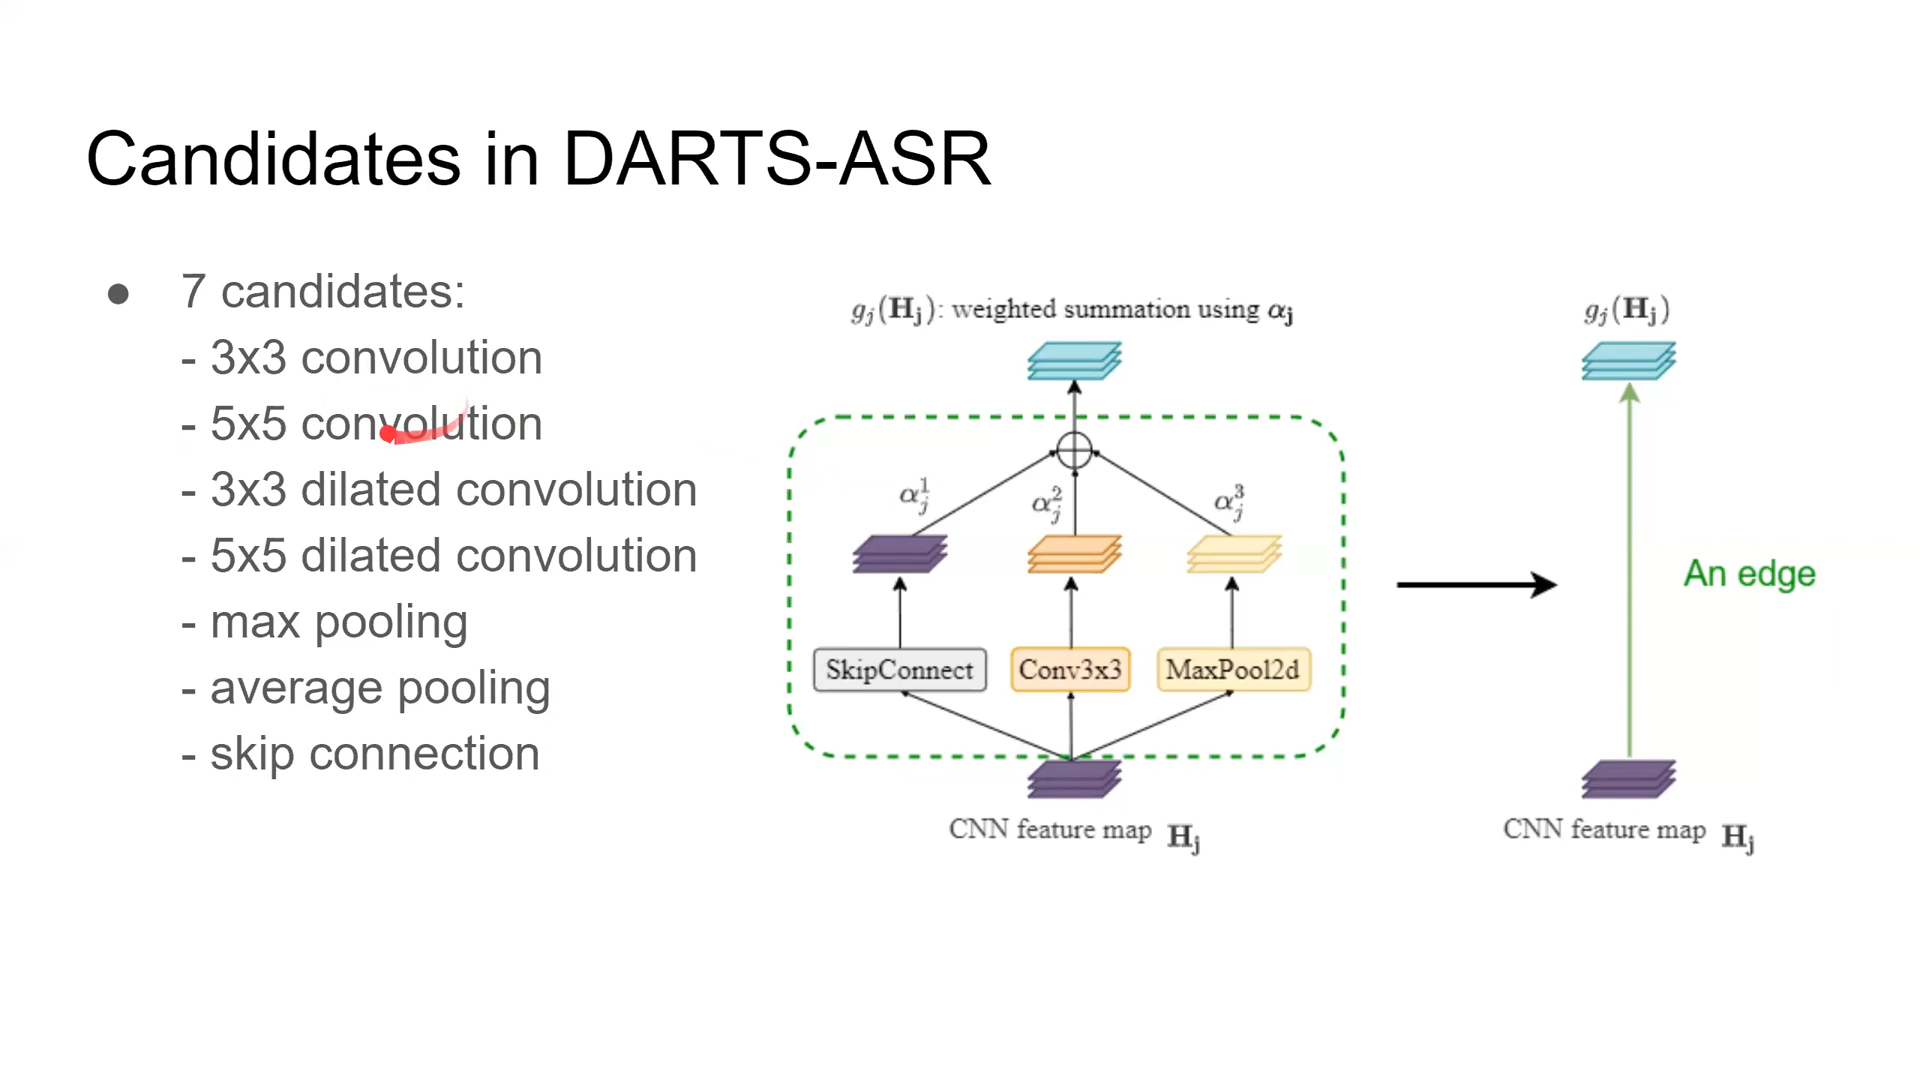 Candidates in DARTS-ASR
● 7 candidates:
- 3x3 convolution
- 5x5 convolution
- 3x3 dilated convolution
- 5x5 dilated convolution
- max pooling
- average pooling
- skip connection
g_j(H_j): weighted summation using α_j
α_j^1 α_j^2 α_j^3
SkipConnect Conv3x3 MaxPool2d
CNN feature map H_j
g_j(H_j)
An edge
CNN feature map H_j